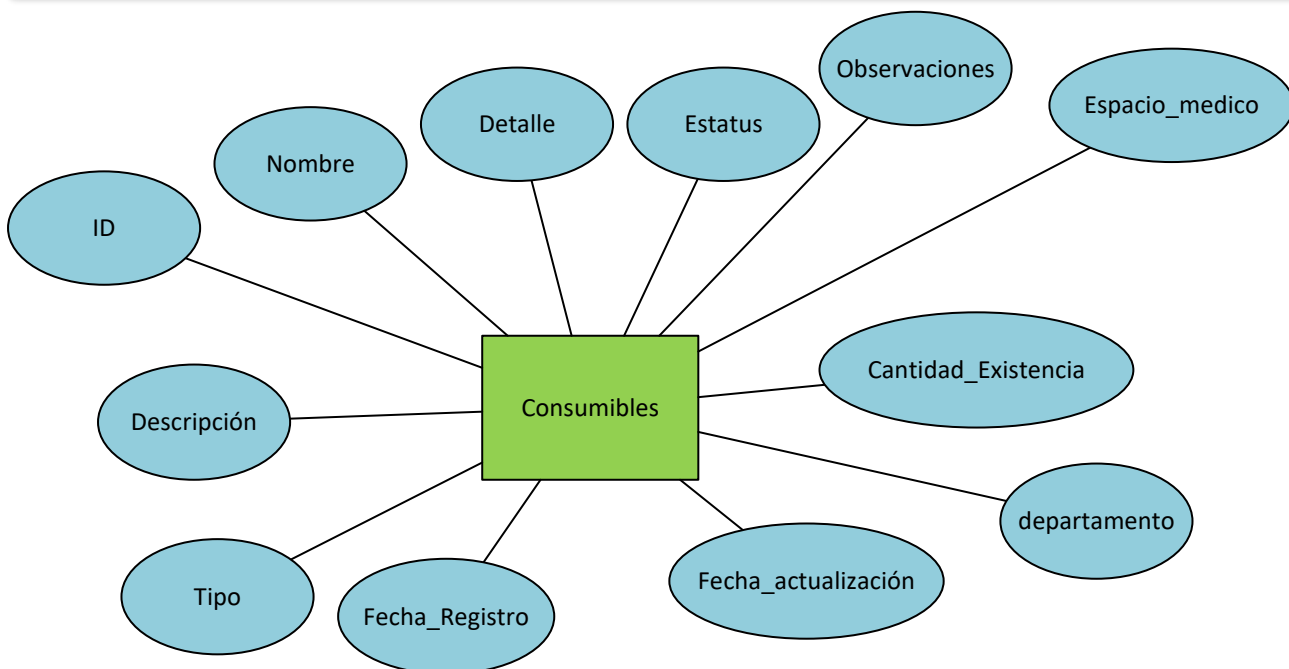 Observaciones
Espacio_medico
Detalle
Estatus
Nombre
ID
Cantidad_Existencia
Consumibles
Descripción
departamento
Fecha_actualización
Tipo
Fecha_Registro